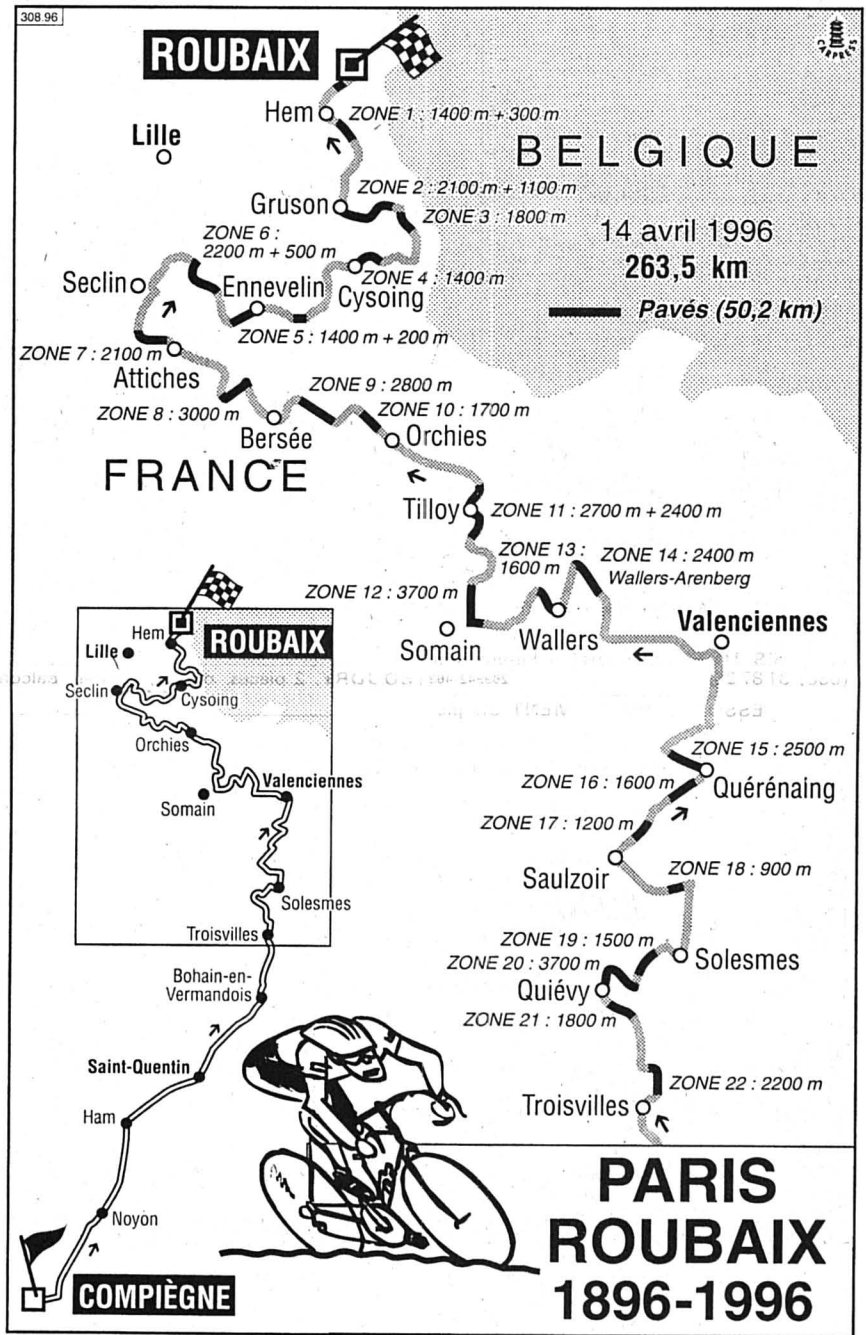 308.96
CARPRESS
ROUBAIX
Hem
ZONE 1 : 1400 m + 300 m
Lille
BELGIQUE
ZONE 2 : 2100 m + 1100 m
Gruson
ZONE 3 : 1800 m
14 avril 1996
263,5 km
Pavés (50,2 km)
ZONE 6 :
2200 m + 500 m
ZONE 4 : 1400 m
Seclin
Ennevelin
Cysoing
ZONE 5 : 1400 m + 200 m
ZONE 7 : 2100 m
Attiches
ZONE 9 : 2800 m
ZONE 8 : 3000 m
ZONE 10 : 1700 m
Bersée
Orchies
FRANCE
Tilloy
ZONE 11 : 2700 m + 2400 m
ZONE 13 :
1600 m
ZONE 14 : 2400 m
Wallers-Arenberg
ZONE 12 : 3700 m
Somain
Wallers
Valenciennes
ZONE 15 : 2500 m
ZONE 16 : 1600 m
Quérénaing
ZONE 17 : 1200 m
Saulzoir
ZONE 18 : 900 m
ZONE 19 : 1500 m
Solesmes
ZONE 20 : 3700 m
Quiévy
ZONE 21 : 1800 m
ZONE 22 : 2200 m
Troisvilles
Hem
ROUBAIX
Lille
Seclin
Cysoing
Orchies
Valenciennes
Somain
Solesmes
Troisvilles
Bohain-en-
Vermandois
Saint-Quentin
Ham
Noyon
COMPIÈGNE
PARIS
ROUBAIX
1896-1996